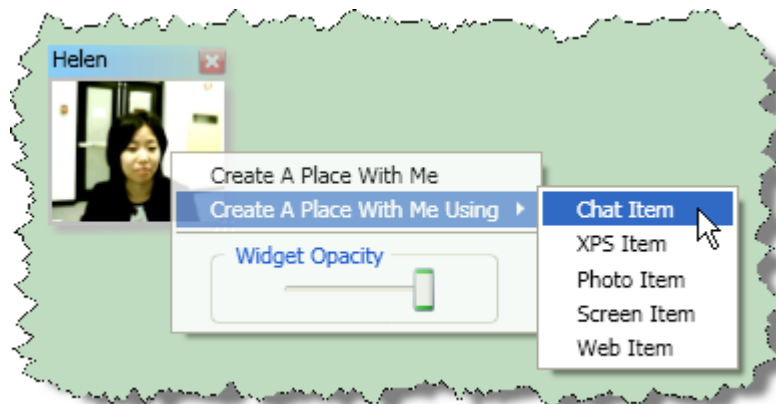 Helen
Create A Place With Me
Create A Place With Me Using
Widget Opacity
Chat Item
XPS Item
Photo Item
Screen Item
Web Item